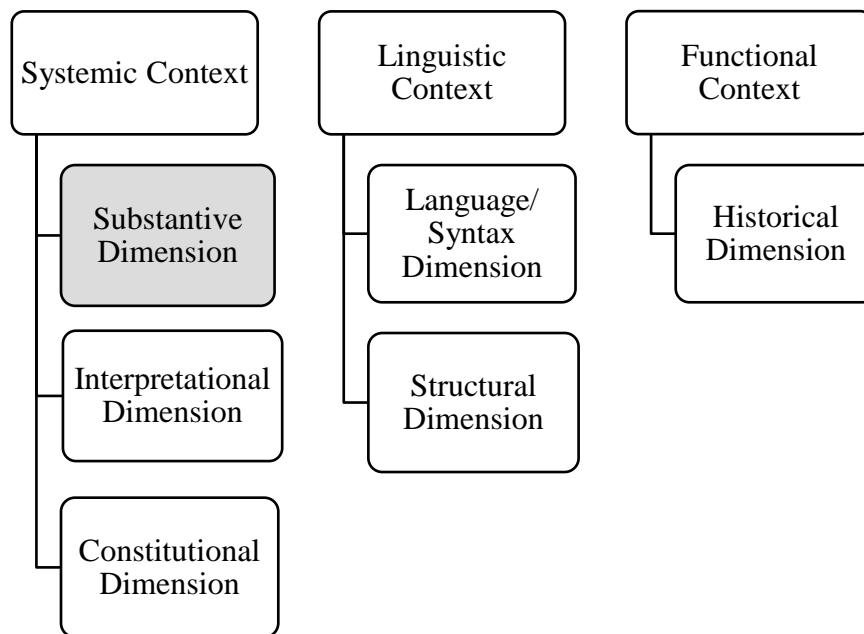 Systemic Context
Substantive
Dimension
Interpretational
Dimension
Constitutional
Dimension
Linguistic
Context
Language/
Syntax
Dimension
Structural
Dimension
Functional
Context
Historical
Dimension